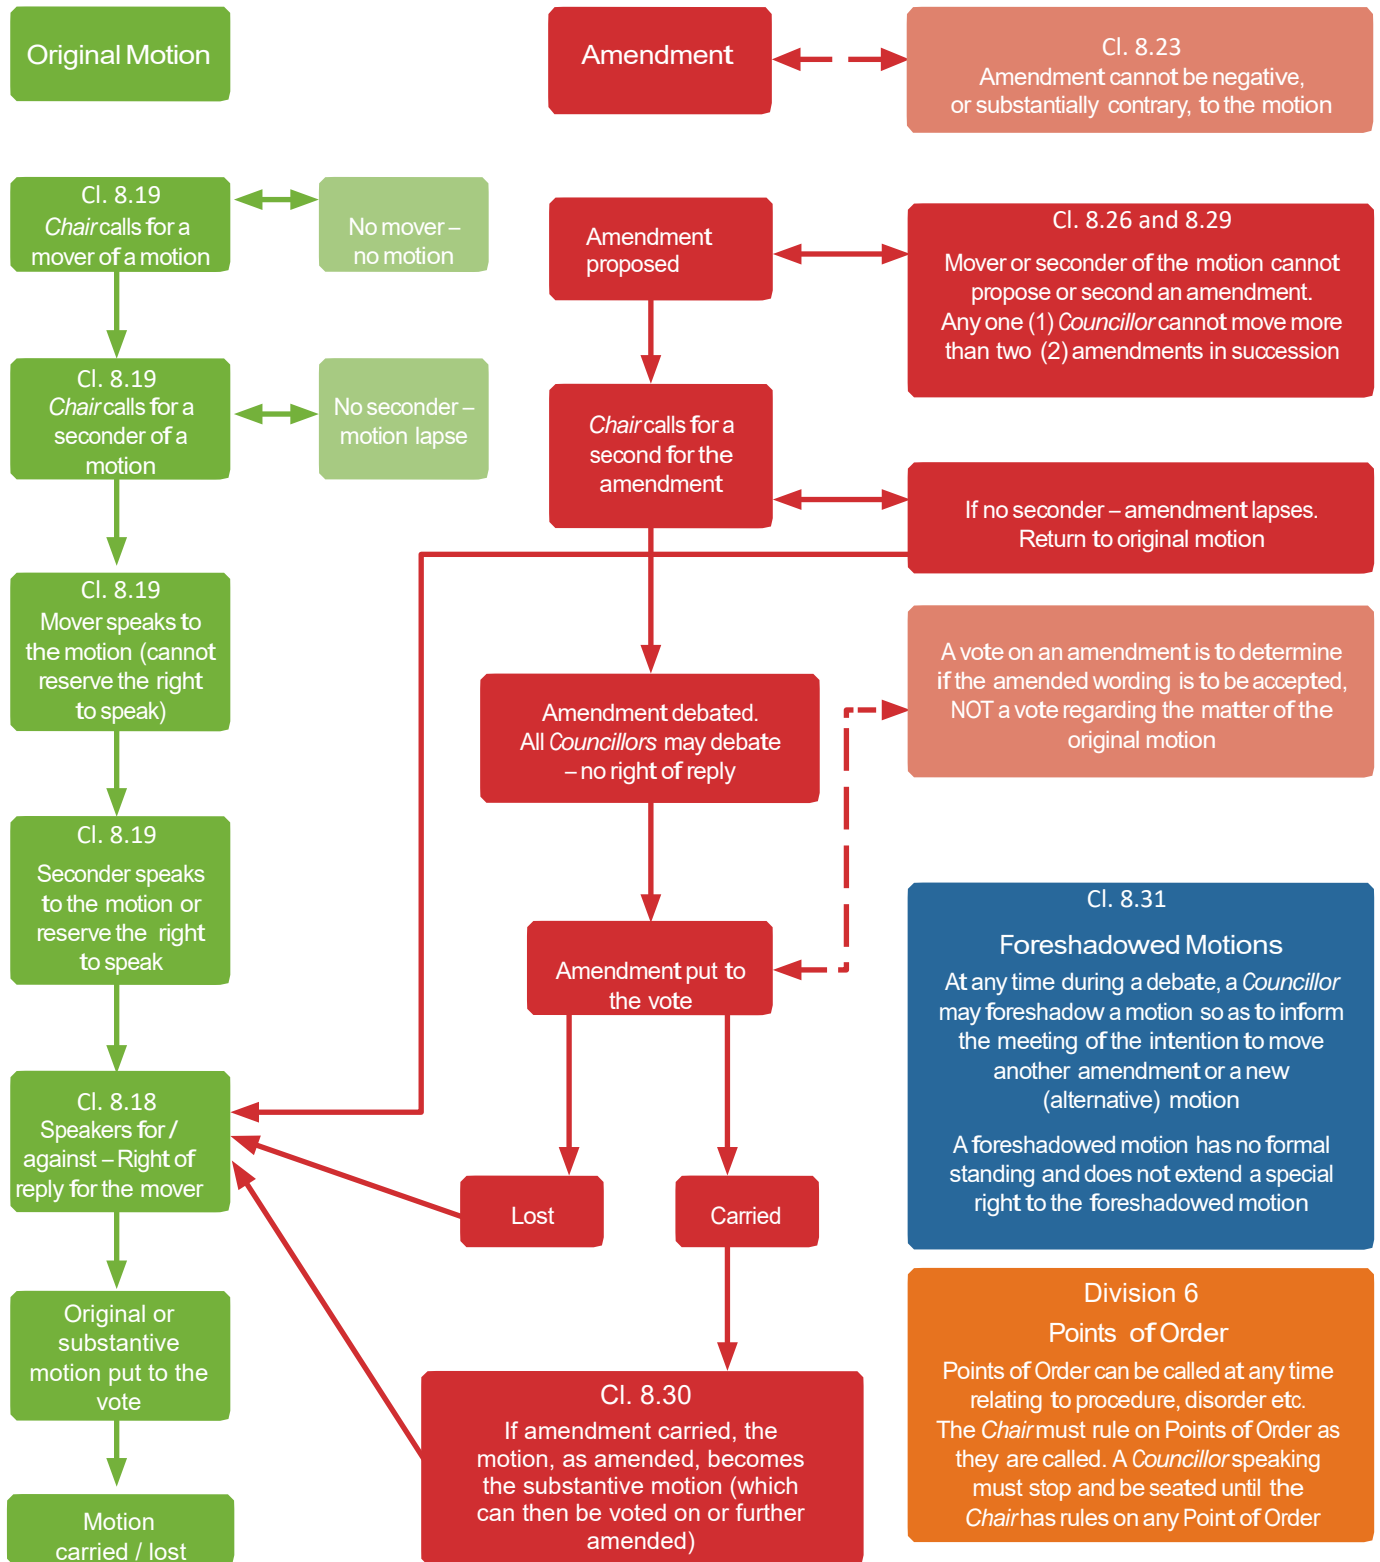 Original Motion
Cl. 8.19
Chair calls for a
mover of a motion
No mover –
no motion
Cl. 8.19
Chair calls for a
seconder of a
motion
No seconder –
motion lapse
Cl. 8.19
Mover speaks to
the motion (cannot
reserve the right
to speak)
Cl. 8.19
Seconder speaks
to the motion or
reserve the right
to speak
Cl. 8.18
Speakers for /
against – Right of
reply for the mover
Original or
substantive
motion put to the
vote
Motion
carried / lost
Amendment
Cl. 8.23
Amendment cannot be negative,
or substantially contrary, to the motion
Amendment
proposed
Cl. 8.26 and 8.29
Mover or seconder of the motion cannot
propose or second an amendment.
Any one (1) Councillor cannot move more
than two (2) amendments in succession
Chair calls for a
second for the
amendment
If no seconder – amendment lapses.
Return to original motion
Amendment debated.
All Councillors may debate
– no right of reply
A vote on an amendment is to determine
if the amended wording is to be accepted,
NOT a vote regarding the matter of the
original motion
Amendment put to
the vote
Lost
Carried
Cl. 8.30
If amendment carried, the
motion, as amended, becomes
the substantive motion (which
can then be voted on or further
amended)
Cl. 8.31
Foreshadowed Motions
At any time during a debate, a Councillor
may foreshadow a motion so as to inform
the meeting of the intention to move
another amendment or a new
(alternative) motion
A foreshadowed motion has no formal
standing and does not extend a special
right to the foreshadowed motion
Division 6
Points of Order
Points of Order can be called at any time
relating to procedure, disorder etc.
The Chair must rule on Points of Order as
they are called. A Councillor speaking
must stop and be seated until the
Chair has rules on any Point of Order